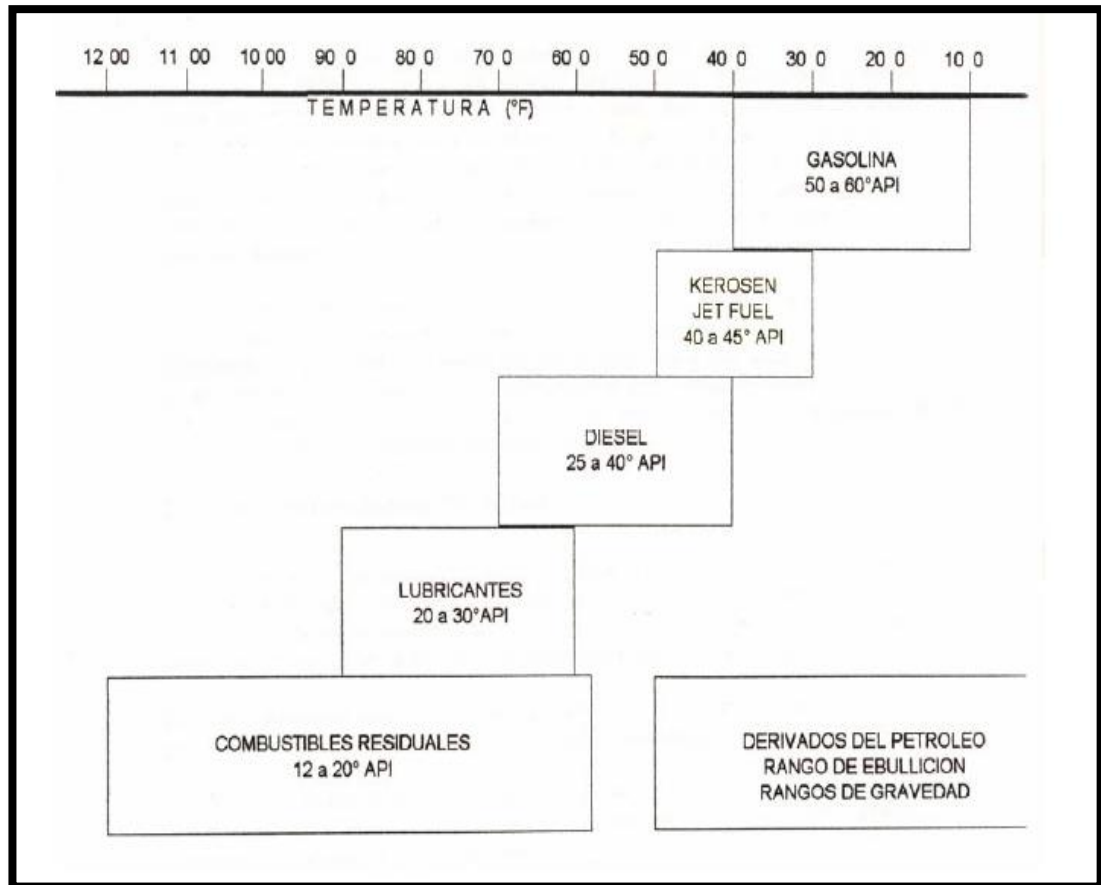 12 00 11 00 10 00 90 0 80 0 70 0 60 0 50 0 40 0 30 0 20 0 10 0
TEMPERATURA (°F)
GASOLINA
50 a 60°API
KEROSEN
JET FUEL
40 a 45° API
DIESEL
25 a 40° API
LUBRICANTES
20 a 30°API
COMBUSTIBLES RESIDUALES
12 a 20° API
DERIVADOS DEL PETROLEO
RANGO DE EBULLICION
RANGOS DE GRAVEDAD